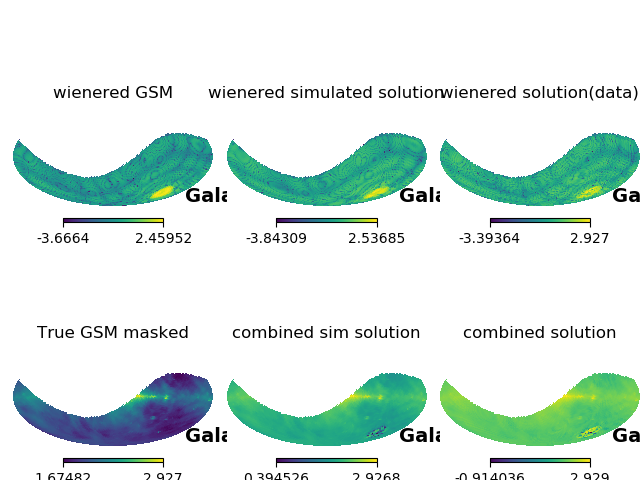 wienered GSM
wienered simulated solution
wienered solution(data)
Gala
Gala
Ga
-3.6664 2.45952
-3.84309 2.53685
-3.39364 2.927
True GSM masked
combined sim solution
combined solution
Gala
Gala
Ga
1.67482 2.927
0.394526 2.9268
-0.914036 2.929